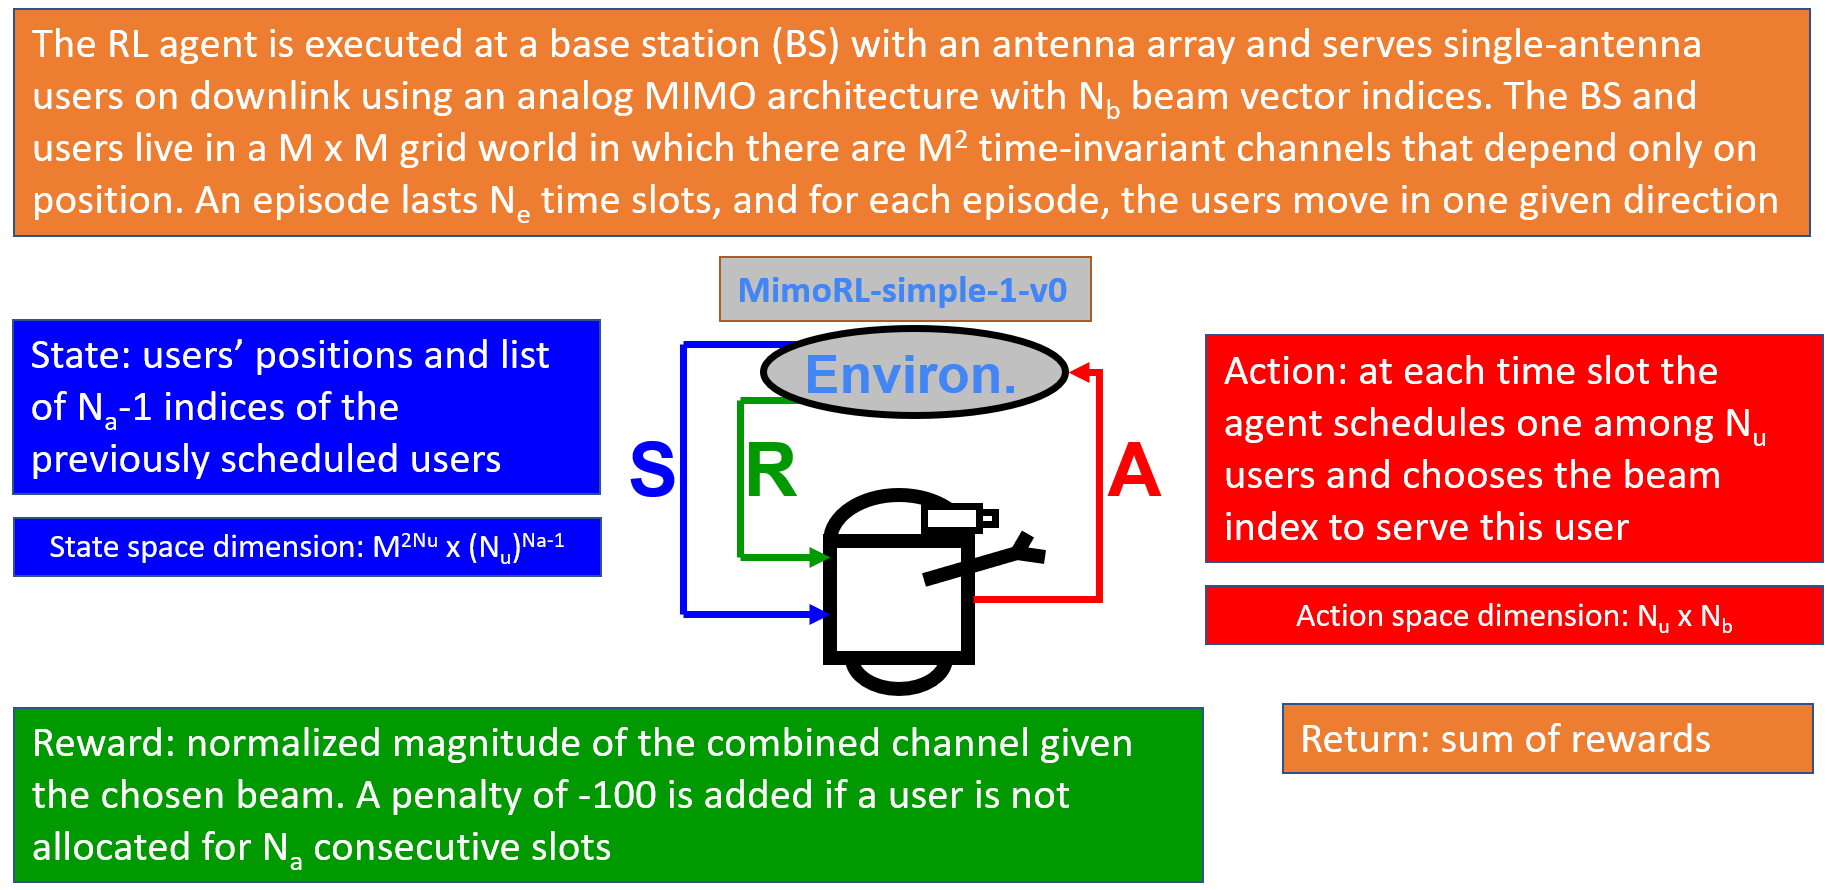 The RL agent is executed at a base station (BS) with an antenna array and serves single-antenna
users on downlink using an analog MIMO architecture with N_b beam vector indices. The BS and
users live in a M x M grid world in which there are M² time-invariant channels that depend only on
position. An episode lasts N_e time slots, and for each episode, the users move in one given direction
MimoRL-simple-1-v0
State: users’ positions and list
of N_a-1 indices of the
previously scheduled users
State space dimension: M^{2Nu} x (N_u)^{Na-1}
Environ.
S
R
A
Action: at each time slot the
agent schedules one among N_u
users and chooses the beam
index to serve this user
Action space dimension: N_u x N_b
Reward: normalized magnitude of the combined channel given
the chosen beam. A penalty of -100 is added if a user is not
allocated for N_a consecutive slots
Return: sum of rewards